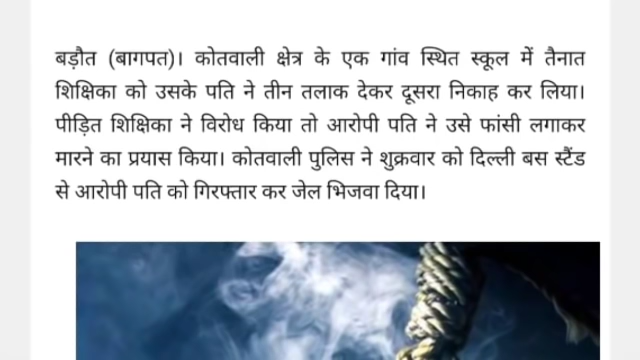 बड़ौत (बागपत)। कोतवाली क्षेत्र के एक गांव स्थित स्कूल में तैनात
शिक्षिका को उसके पति ने तीन तलाक देकर दूसरा निकाह कर लिया।
पीड़ित शिक्षिका ने विरोध किया तो आरोपी पति ने उसे फांसी लगाकर
मारने का प्रयास किया। कोतवाली पुलिस ने शुक्रवार को दिल्ली बस स्टैंड
से आरोपी पति को गिरफ्तार कर जेल भिजवा दिया।